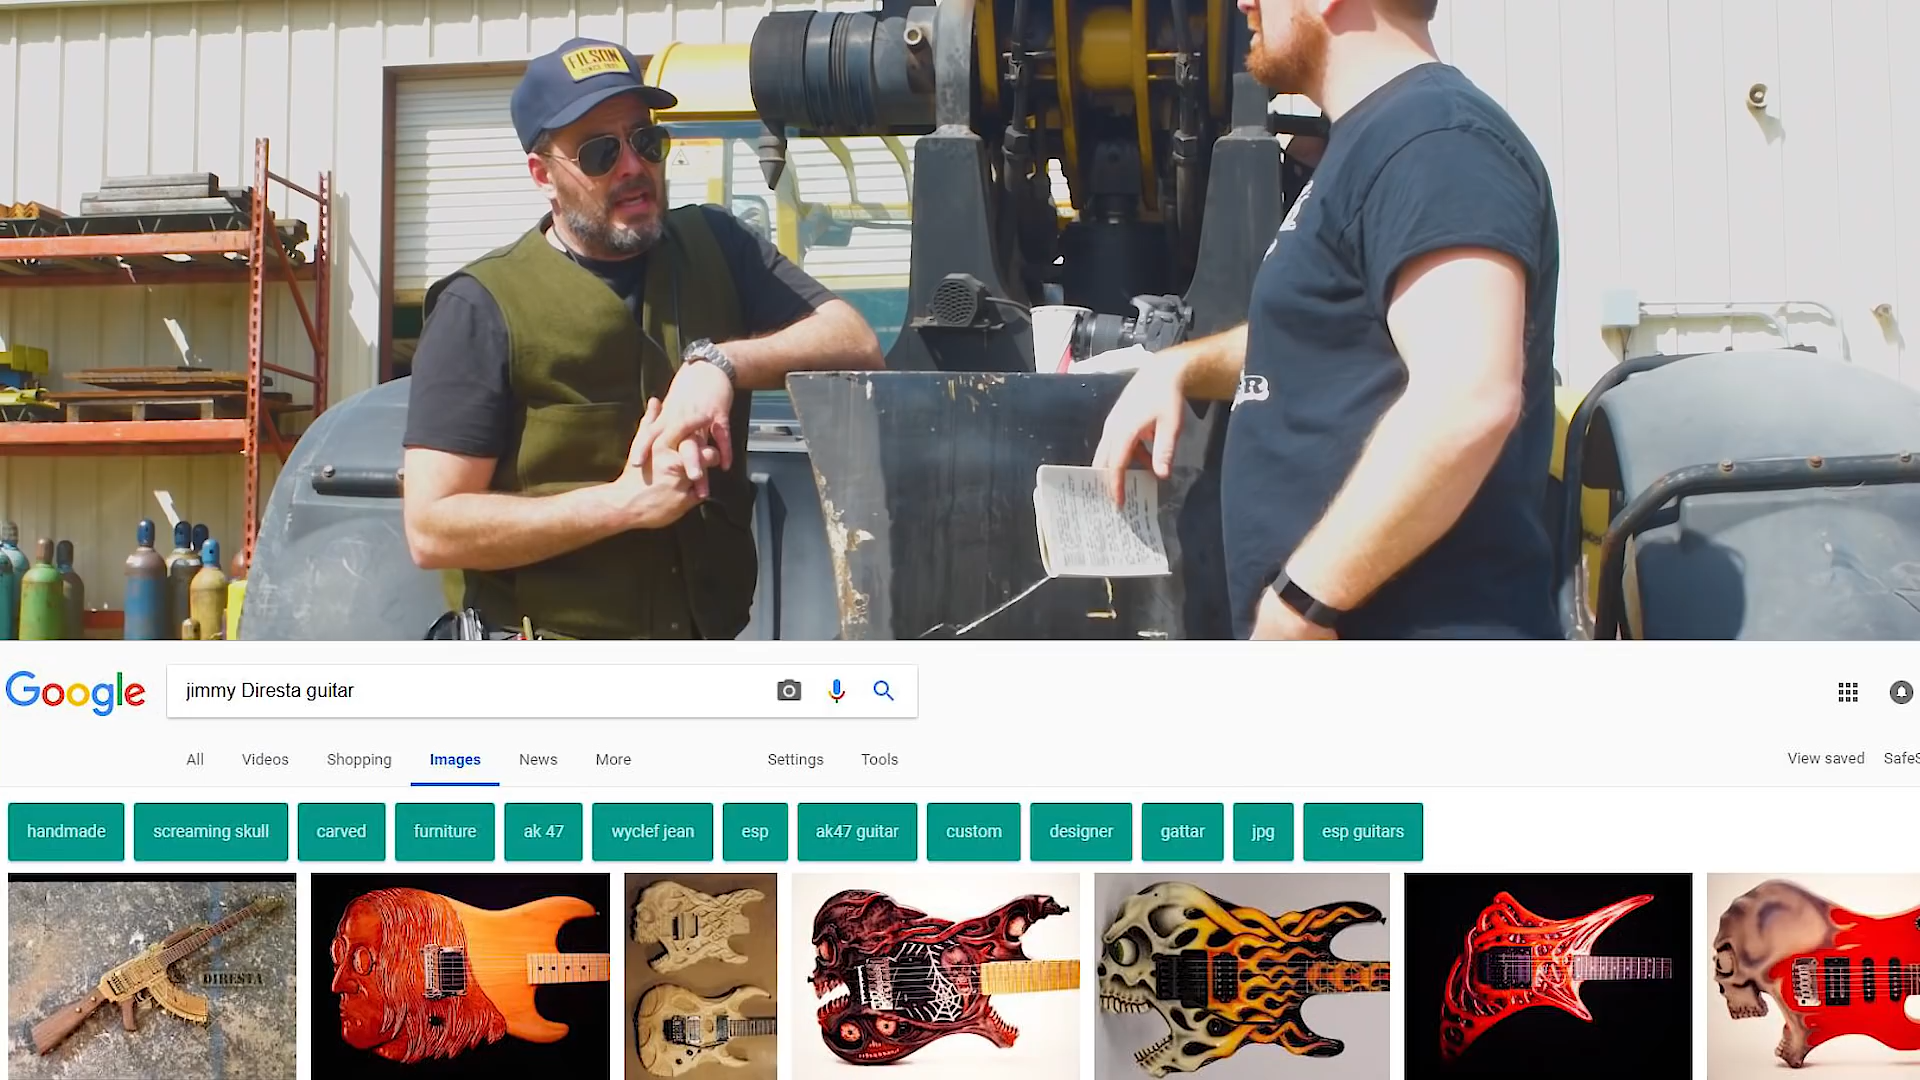 FILSON
Google
jimmy Diresta guitar
All Videos Shopping Images News More Settings Tools View saved SafeS
handmade screaming skull carved furniture ak 47 wyclef jean esp ak47 guitar custom designer gattar jpg esp guitars
DIRESTA